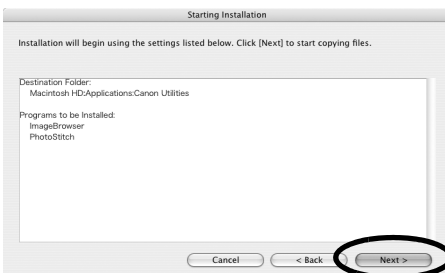 Starting Installation
Installation will begin using the settings listed below. Click [Next] to start copying files.
Destination Folder:
Macintosh HD:Applications:Canon Utilities
Programs to be Installed:
ImageBrowser
PhotoStitch
Cancel
< Back
Next >